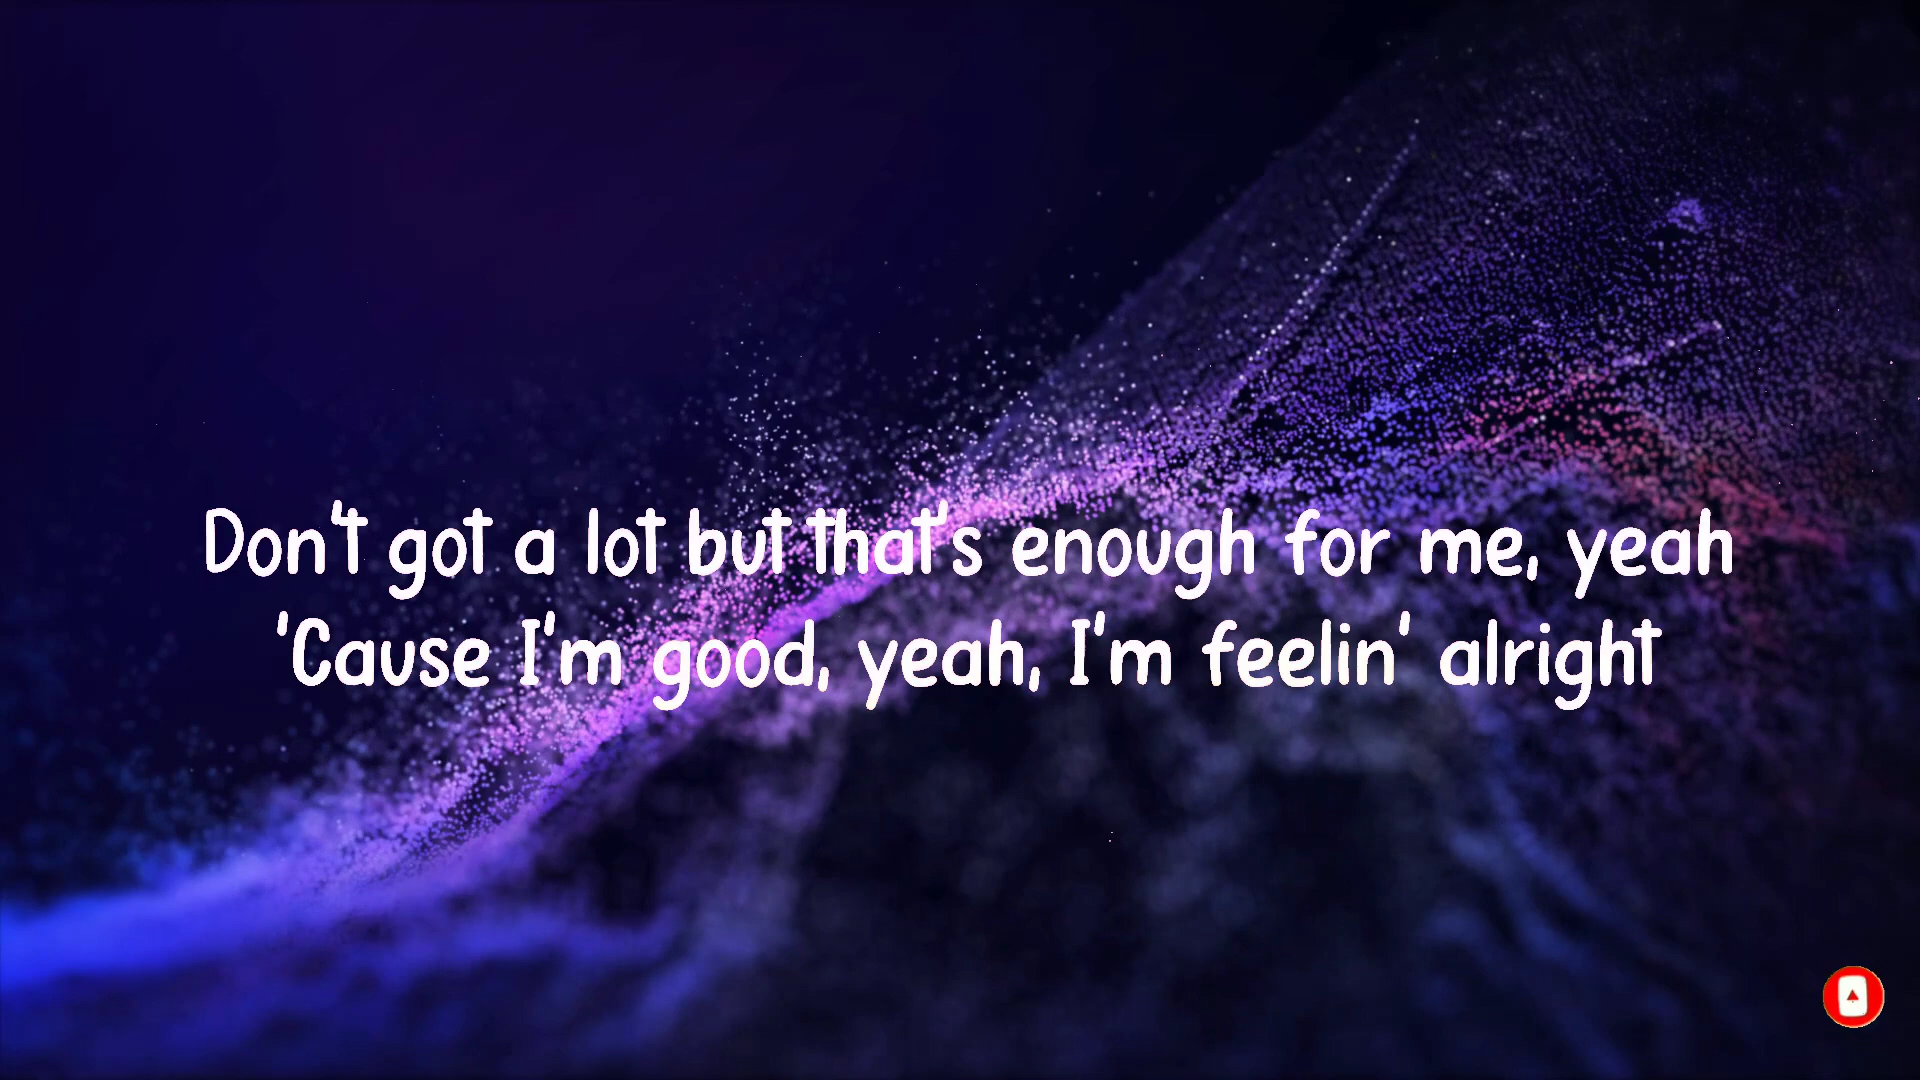 Don't got a lot but that's enough for me, yeah
'Cause I'm good, yeah, I'm feelin' alright